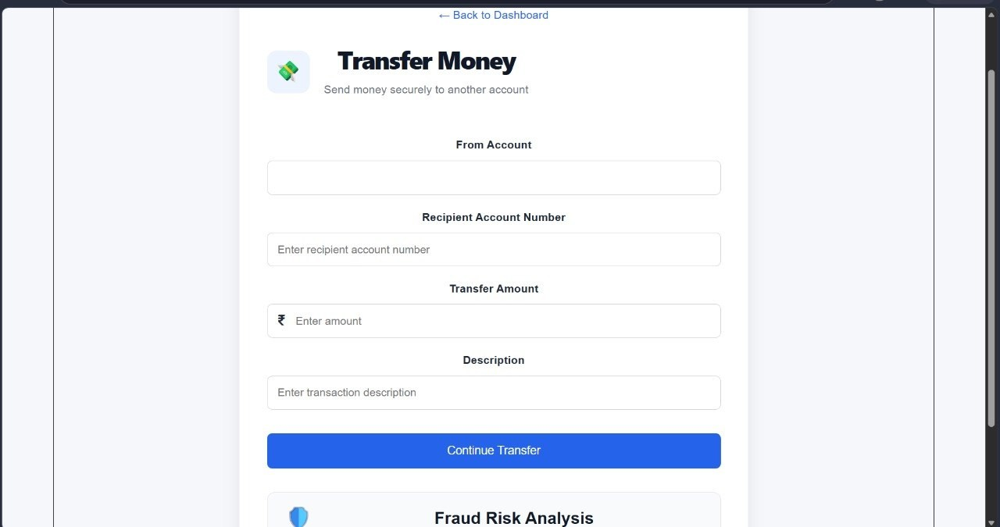 ← Back to Dashboard
Transfer Money
Send money securely to another account
From Account
Recipient Account Number
Enter recipient account number
Transfer Amount
₹ Enter amount
Description
Enter transaction description
Continue Transfer
Fraud Risk Analysis